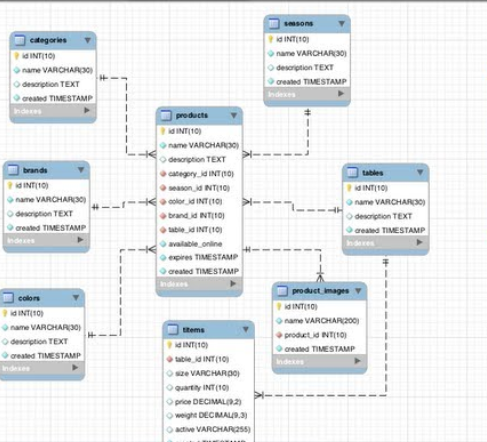 categories
id INT(10)
name VARCHAR(30)
description TEXT
created TIMESTAMP
Indexes
seasons
id INT(10)
name VARCHAR(30)
description TEXT
created TIMESTAMP
Indexes
products
id INT(10)
name VARCHAR(30)
description TEXT
category_id INT(10)
season_id INT(10)
color_id INT(10)
brand_id INT(10)
table_id INT(10)
available_online
expires TIMESTAMP
created TIMESTAMP
Indexes
brands
id INT(10)
name VARCHAR(30)
description TEXT
created TIMESTAMP
Indexes
tables
id INT(10)
name VARCHAR(30)
description TEXT
created TIMESTAMP
Indexes
colors
id INT(10)
name VARCHAR(30)
description TEXT
created TIMESTAMP
Indexes
product_images
id INT(10)
name VARCHAR(200)
product_id INT(10)
created TIMESTAMP
Indexes
titems
id INT(10)
table_id INT(10)
size VARCHAR(30)
quantity INT(10)
price DECIMAL(9,2)
weight DECIMAL(9,3)
active VARCHAR(255)